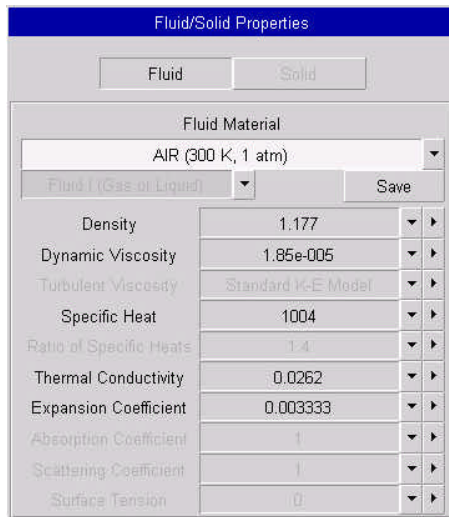 Fluid/Solid Properties
Fluid Solid
Fluid Material
AIR (300 K, 1 atm)
Fluid I (Gas or Liquid) Save
Density 1.177
Dynamic Viscosity 1.85e-005
Turbulent Viscosity Standard K-E Model
Specific Heat 1004
Ratio of Specific Heats 1.4
Thermal Conductivity 0.0262
Expansion Coefficient 0.003333
Absorption Coefficient 1
Scattering Coefficient 1
Surface Tension 0